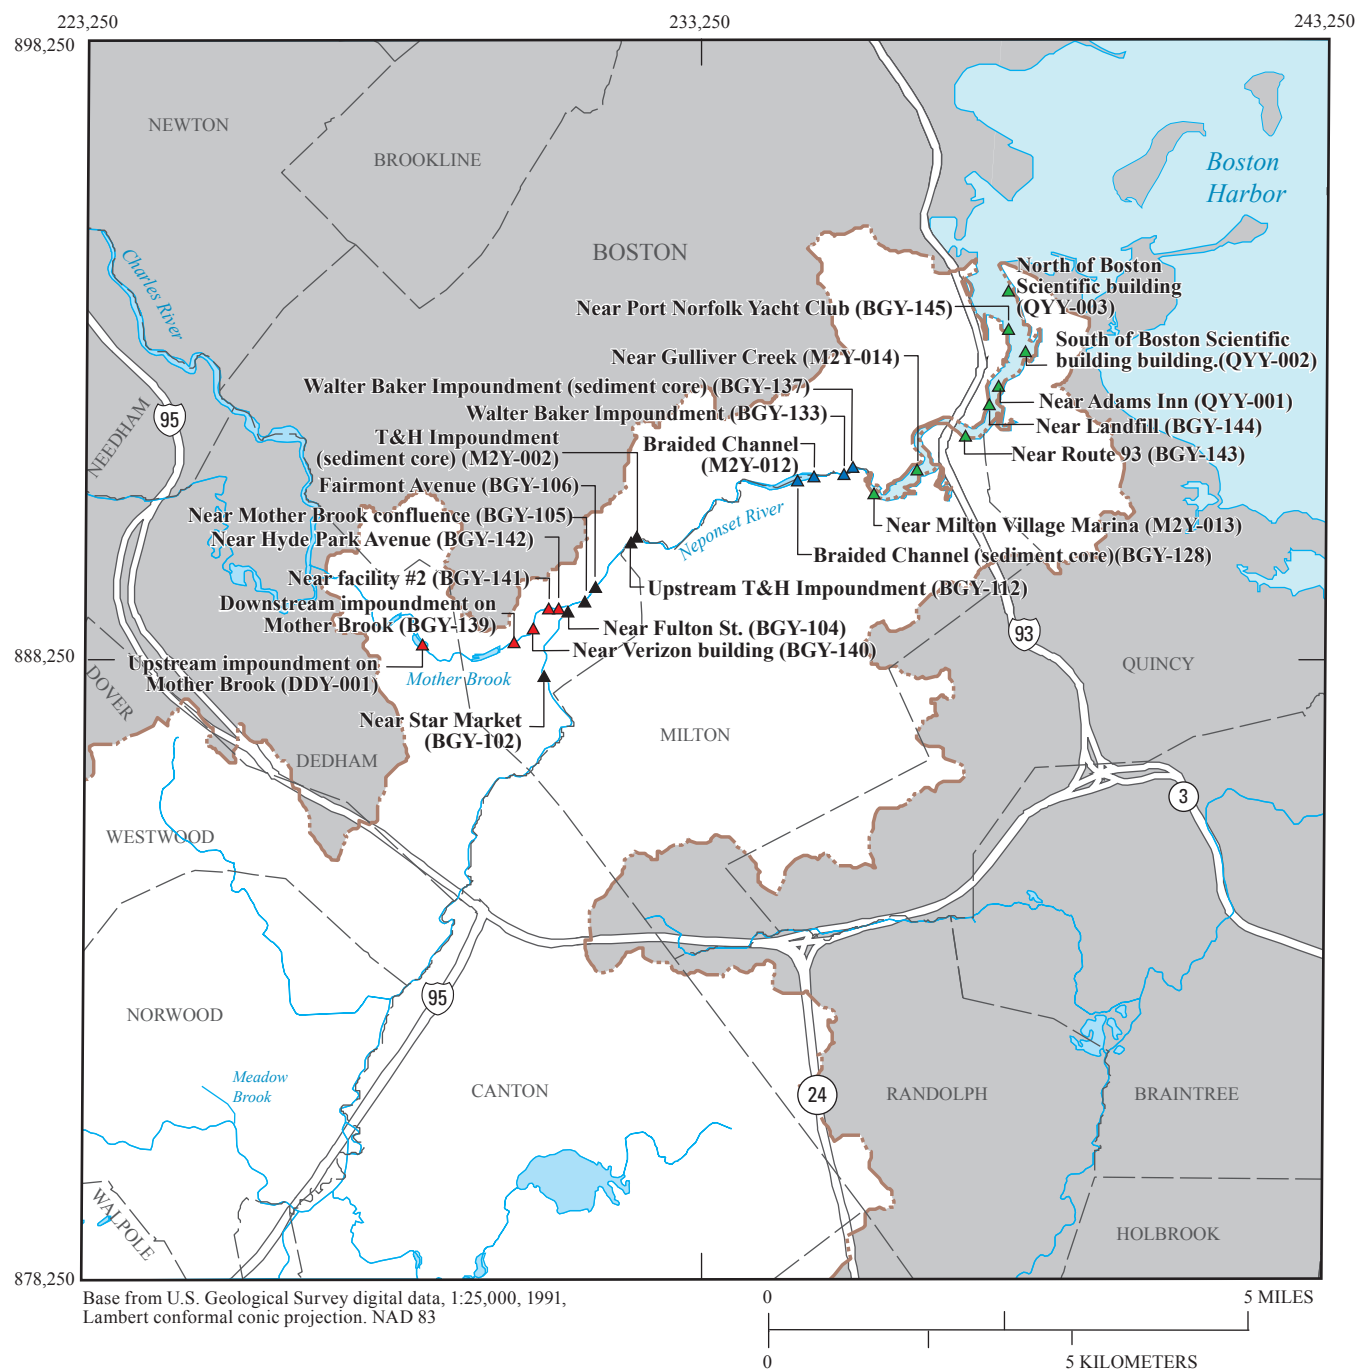 223,250
233,250
243,250
898,250
NEWTON
BROOKLINE
Boston
Harbor
BOSTON
Charles River
North of Boston
Scientific building
(QYY-003)
Near Port Norfolk Yacht Club (BGY-145)
South of Boston Scientific
building building.(QYY-002)
Near Gulliver Creek (M2Y-014)
Walter Baker Impoundment (sediment core) (BGY-137)
Near Adams Inn (QYY-001)
Walter Baker Impoundment (BGY-133)
95
NEEDHAM
Near Landfill (BGY-144)
T&H Impoundment
(sediment core) (M2Y-002)
Braided Channel
(M2Y-012)
Near Route 93 (BGY-143)
Fairmont Avenue (BGY-106)
Near Mother Brook confluence (BGY-105)
Neponset River
Near Milton Village Marina (M2Y-013)
Near Hyde Park Avenue (BGY-142)
Braided Channel (sediment core)(BGY-128)
Near facility #2 (BGY-141)
Upstream T&H Impoundment (BGY-112)
Downstream impoundment on
Mother Brook (BGY-139)
Near Fulton St. (BGY-104)
93
Near Verizon building (BGY-140)
888,250
Upstream impoundment on
Mother Brook (DDY-001)
Mother Brook
QUINCY
DOVER
Near Star Market
(BGY-102)
MILTON
DEDHAM
3
WESTWOOD
95
NORWOOD
Meadow
Brook
CANTON
24
RANDOLPH
BRAINTREE
WALPOLE
HOLBROOK
878,250
Base from U.S. Geological Survey digital data, 1:25,000, 1991,
Lambert conformal conic projection. NAD 83
0
5 MILES
0
5 KILOMETERS